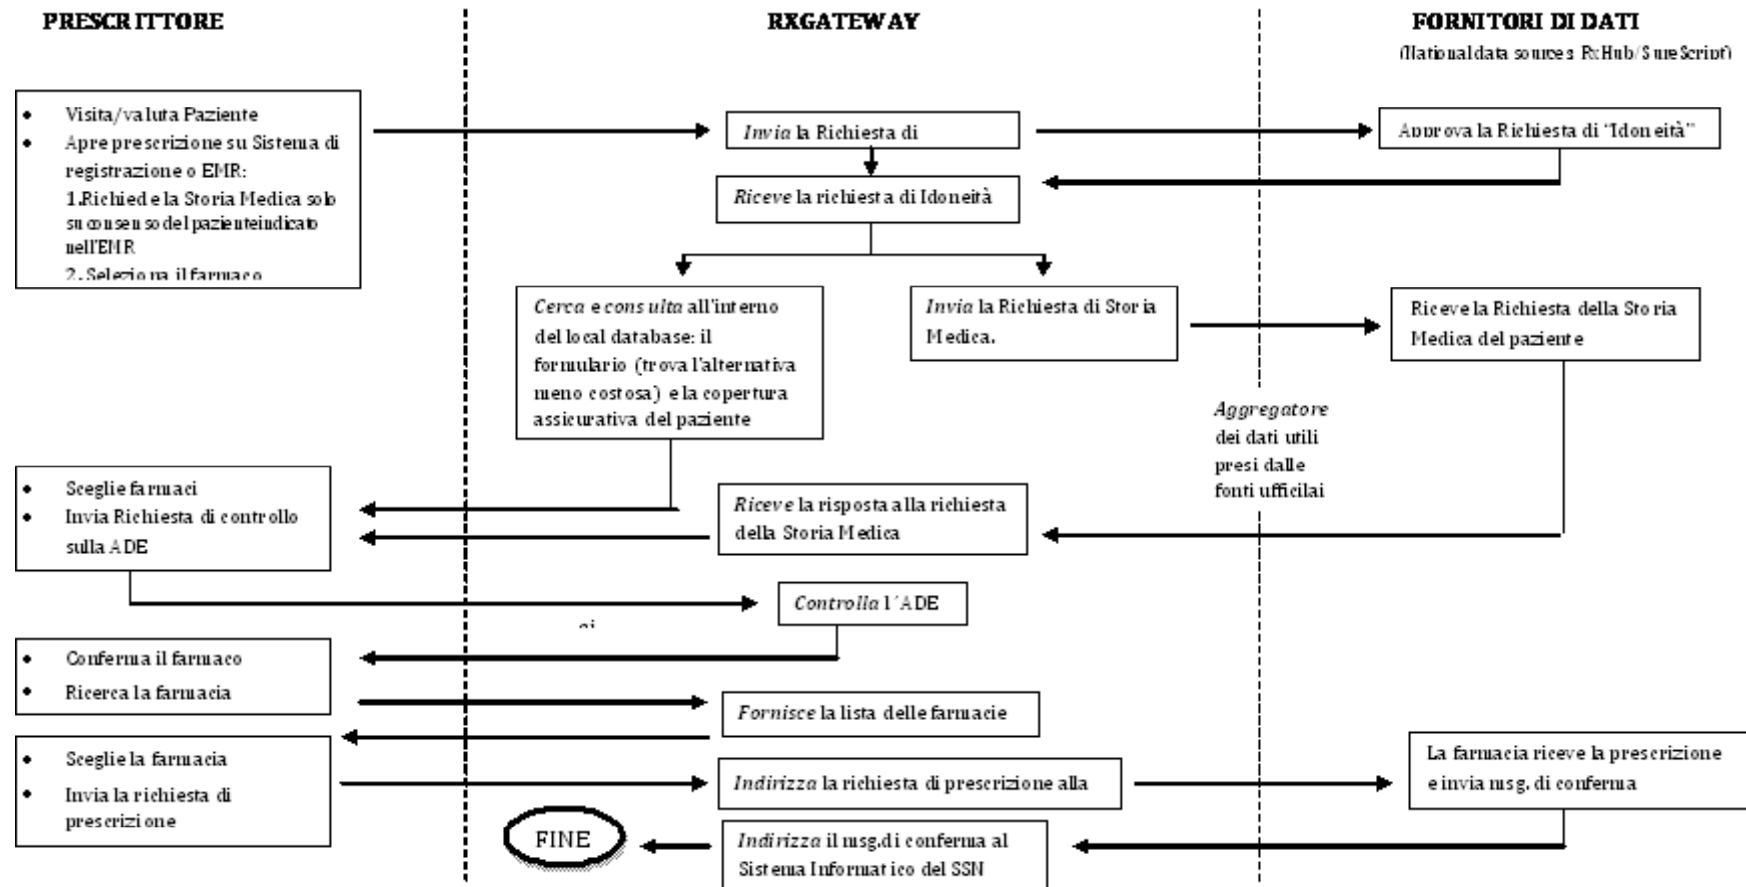 PRESCRITTORE
RXGATEWAY
FORNITORI DI DATI
(National data sources RxHub/SureScript)
• Visita/valuta Paziente
• Apre prescrizione su Sistema di
registrazione o EMR:
1.Richiede la Storia Medica solo
su consenso del pazienteindicato
nell'EMR
2. Seleziona il farmaco
Invia la Richiesta di
Approva la Richiesta di "Idoneità"
Riceve la richiesta di Idoneità
Cerca e consulta all'interno
del local database: il
formulario (trova l'alternativa
meno costosa) e la copertura
assicurativa del paziente
Invia la Richiesta di Storia
Medica.
Riceve la Richiesta della Storia
Medica del paziente
Aggregatore
dei dati utili
presi dalle
fonti ufficilai
• Sceglie farmaci
• Invia Richiesta di controllo
sulla ADE
Riceve la risposta alla richiesta
della Storia Medica
Controlla l´ADE
• Conferma il farmaco
• Ricerca la farmacia
Fornisce la lista delle farmacie
• Sceglie la farmacia
• Invia la richiesta di
prescrizione
Indirizza la richiesta di prescrizione alla
La farmacia riceve la prescrizione
e invia msg. di conferma
FINE
Indirizza il msg.di conferma al
Sistema Informatico del SSN